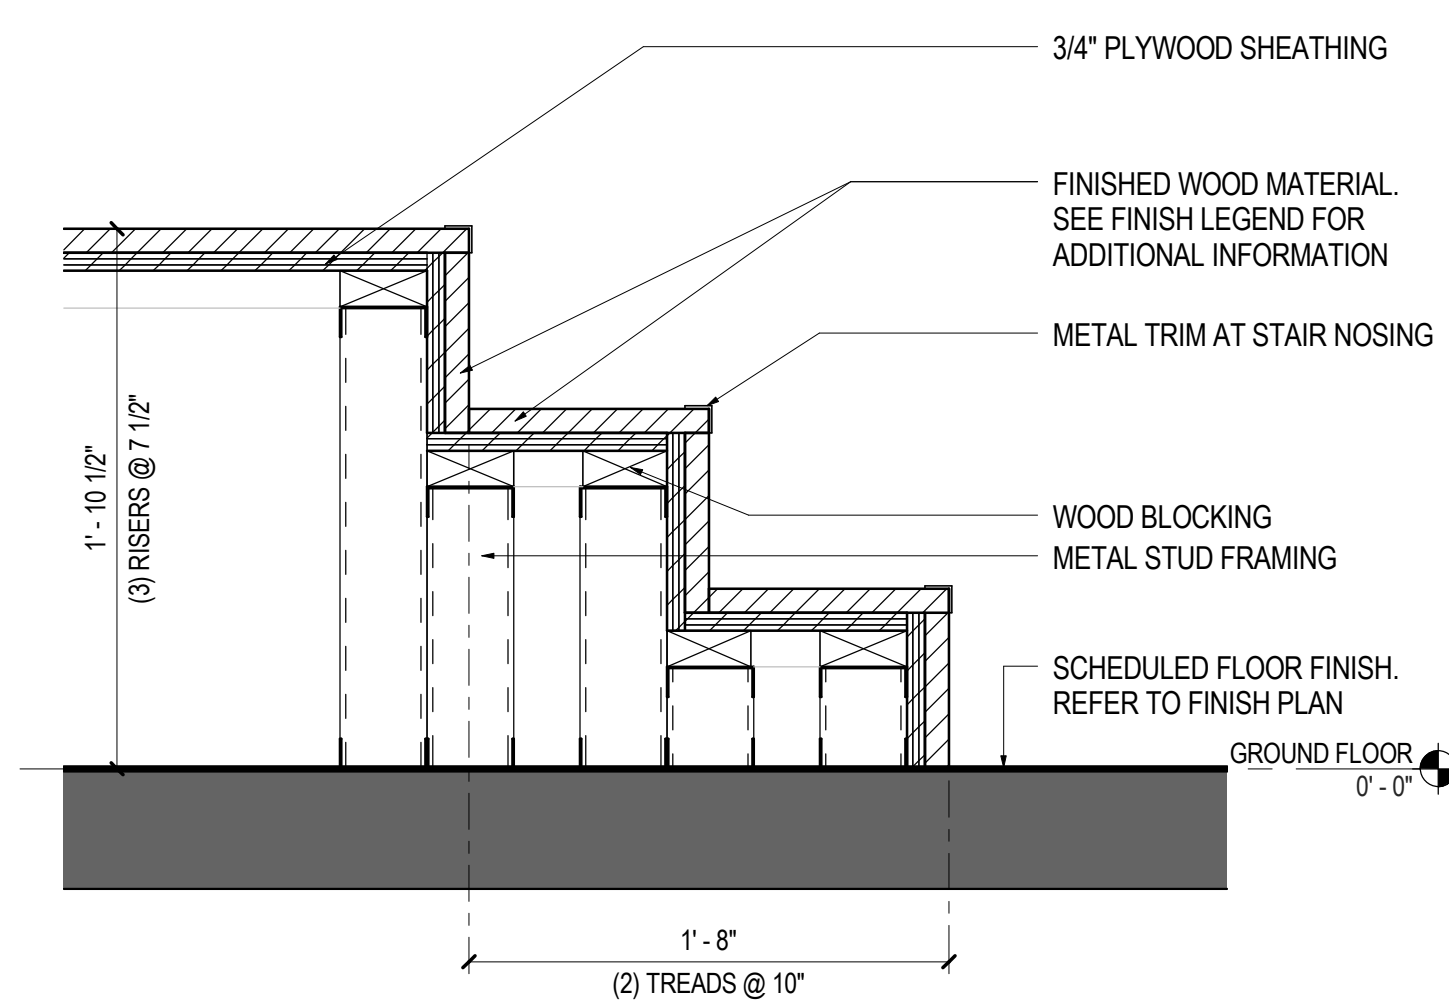 3/4" PLYWOOD SHEATHING
FINISHED WOOD MATERIAL.
SEE FINISH LEGEND FOR
ADDITIONAL INFORMATION
METAL TRIM AT STAIR NOSING
1' - 10 1/2"
(3) RISERS @ 7 1/2"
WOOD BLOCKING
METAL STUD FRAMING
SCHEDULED FLOOR FINISH.
REFER TO FINISH PLAN
GROUND FLOOR
0' - 0"
1' - 8"
(2) TREADS @ 10"